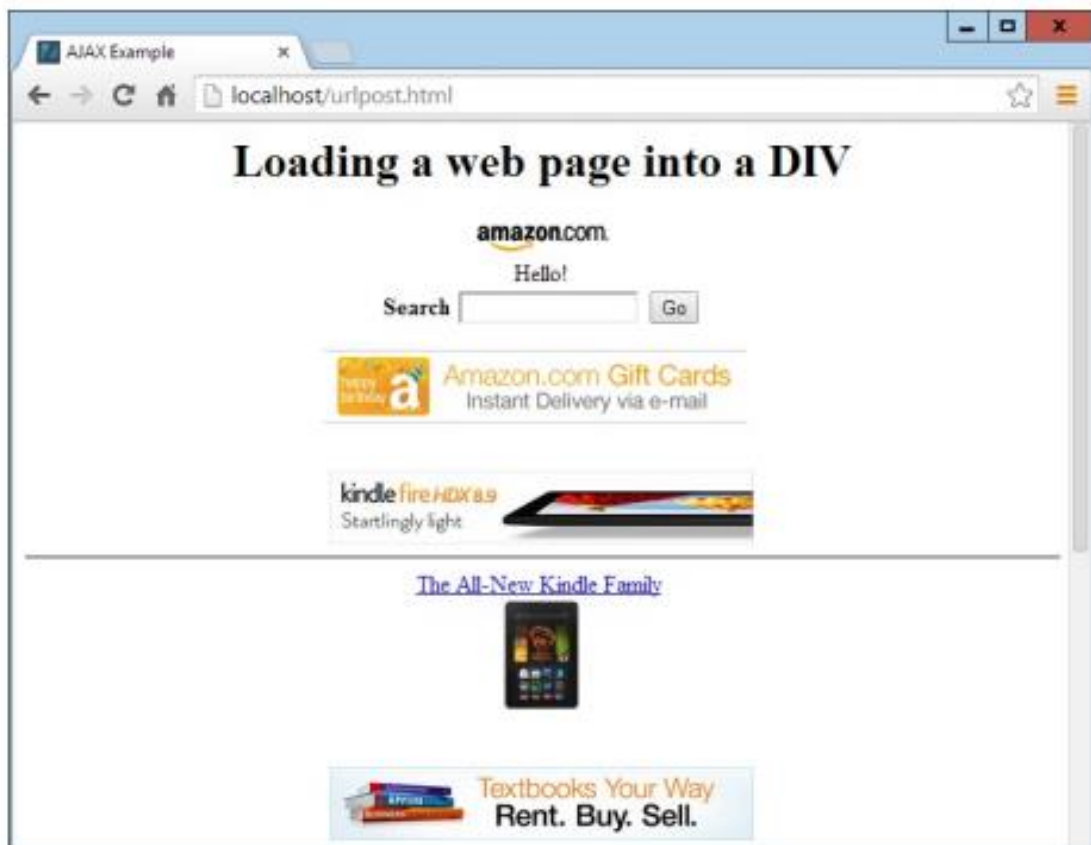 AJAX Example
localhost/urlpost.html
Loading a web page into a DIV
amazon.com.
Hello!
Search Go
happy birthday a
Amazon.com Gift Cards
Instant Delivery via e-mail
kindle fire HDX 8.9
Startlingly light
The All-New Kindle Family
Textbooks Your Way
Rent. Buy. Sell.